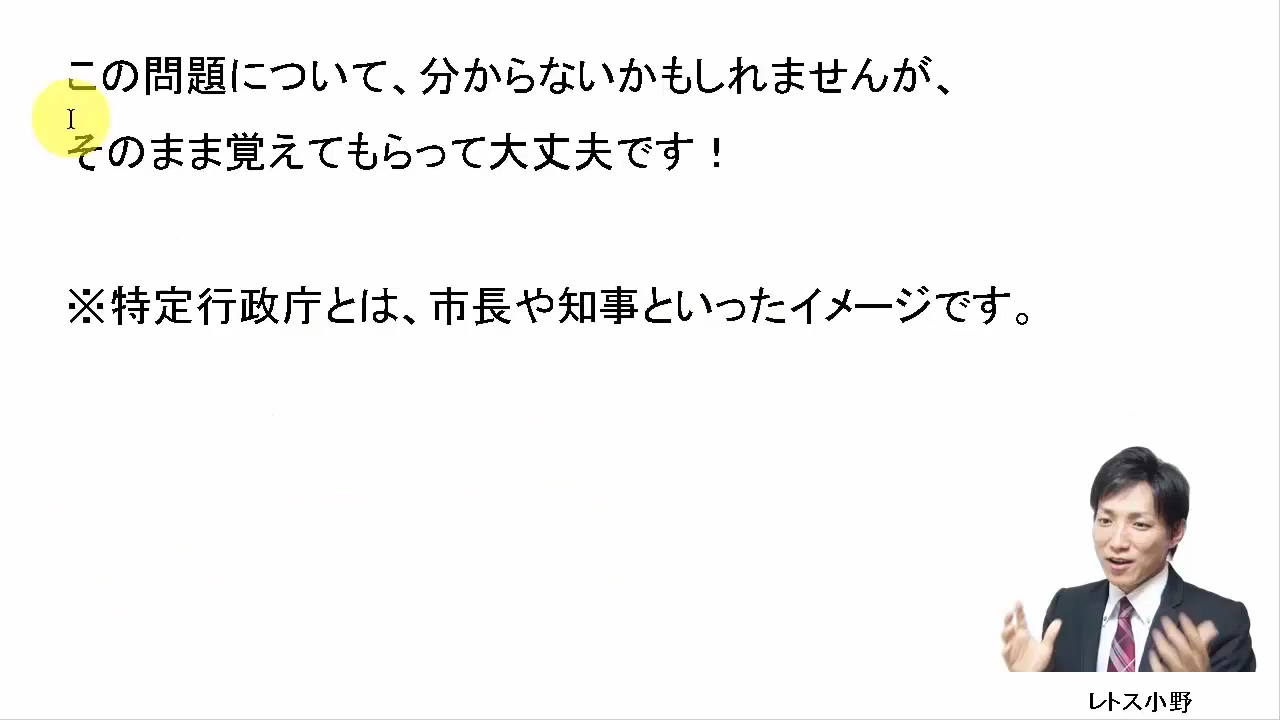 この問題について、分からないかもしれませんが、
そのまま覚えてもらって大丈夫です！
※特定行政庁とは、市長や知事といったイメージです。
レトス小野